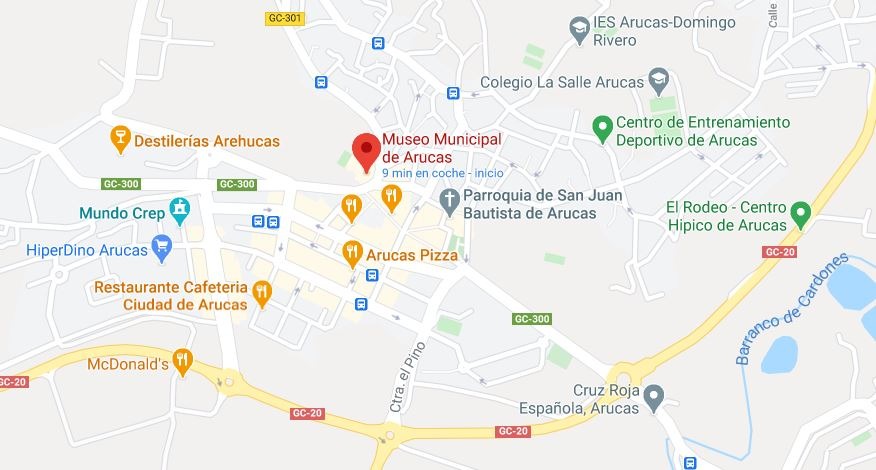 GC-301
IES Arucas-Domingo
Rivero
Calle
Colegio La Salle Arucas
Centro de Entrenamiento
Deportivo de Arucas
Destilerías Arehucas
Museo Municipal
de Arucas
9 min en coche - inicio
GC-300
GC-300
Parroquia de San Juan
Bautista de Arucas
Mundo Crep
El Rodeo - Centro
Hipico de Arucas
HiperDino Arucas
Arucas Pizza
GC-20
Restaurante Cafeteria
Ciudad de Arucas
Barranco de Cardones
GC-300
McDonald's
Ctra. el Pino
GC-20
Cruz Roja
Española, Arucas
GC-20
GC-20